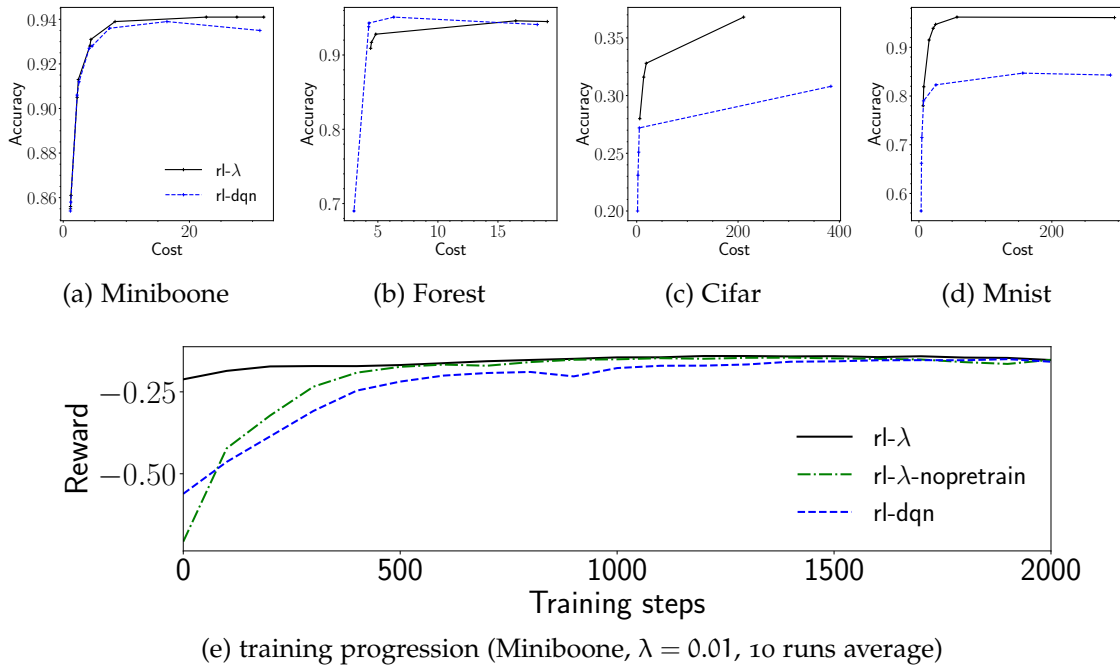 0.94
0.92
0.90
0.88
0.86
Accuracy
0
20
Cost
rl-λ
rl-dqn
(a) Miniboone
0.9
0.8
0.7
Accuracy
5
10
15
Cost
(b) Forest
0.35
0.30
0.25
0.20
Accuracy
0
200
400
Cost
(c) Cifar
0.9
0.8
0.7
0.6
Accuracy
0
200
Cost
(d) Mnist
−0.25
−0.50
Reward
rl-λ
rl-λ-nopretrain
rl-dqn
0 500 1000 1500 2000
Training steps
(e) training progression (Miniboone, λ = 0.01, 10 runs average)